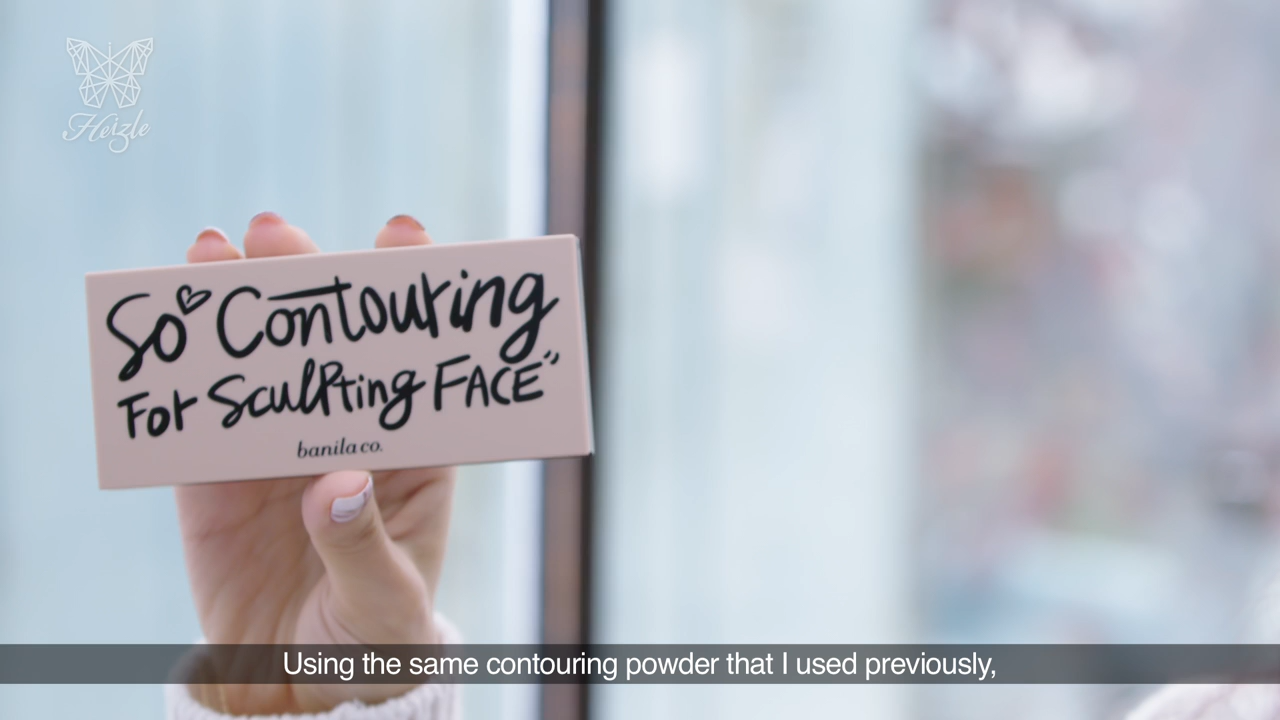 Heizle
So Contouring
For Sculpting FACE"
banila co.
Using the same contouring powder that I used previously,